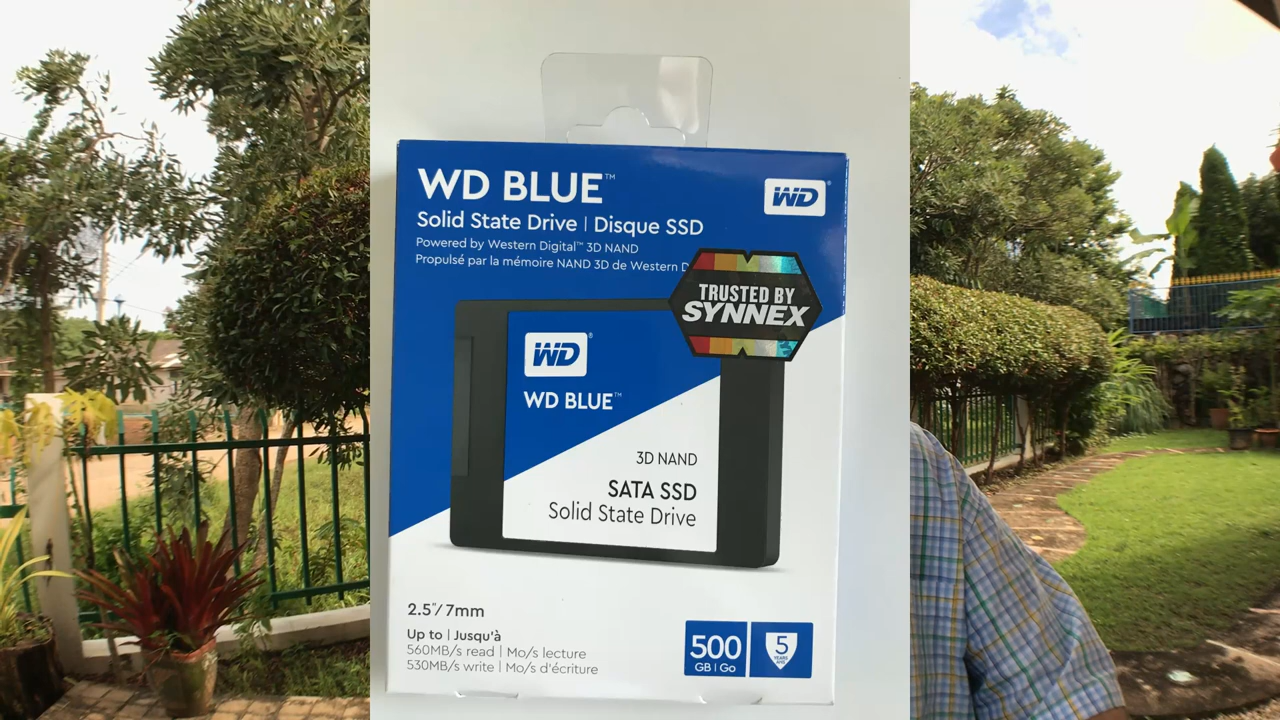 WD BLUE™
WD®
Solid State Drive | Disque SSD
Powered by Western Digital™ 3D NAND
Propulsé par la mémoire NAND 3D de Western D
TRUSTED BY
SYNNEX
WD®
WD BLUE™
3D NAND
SATA SSD
Solid State Drive
2.5"/7mm
Up to | Jusqu'à
560MB/s read | Mo/s lecture
530MB/s write | Mo/s d'écriture
500
GB | Go
5
YEARS
ANS